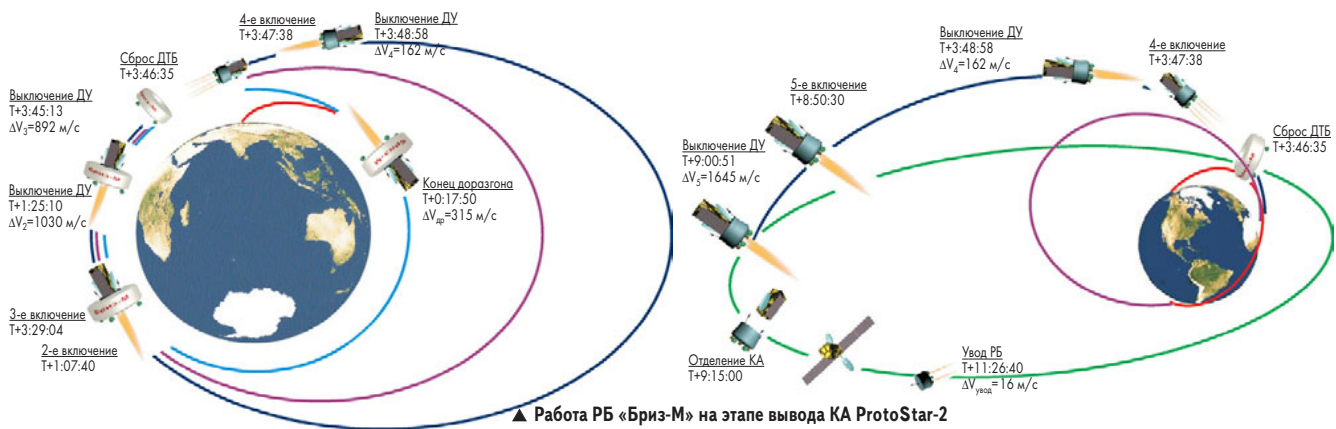 4-е включение
T+3:47:38
Выключение ДУ
T+3:48:58
ΔV₄=162 м/с
Сброс ДТБ
T+3:46:35
Выключение ДУ
T+3:45:13
ΔV₃=892 м/с
Бриз-М
Выключение ДУ
T+1:25:10
ΔV₂=1030 м/с
Конец доразгона
T+0:17:50
ΔVдр=315 м/с
Бриз-М
3-е включение
T+3:29:04
2-е включение
T+1:07:40
Выключение ДУ
T+3:48:58
ΔV₄=162 м/с
4-е включение
T+3:47:38
5-е включение
T+8:50:30
Сброс ДТБ
T+3:46:35
Выключение ДУ
T+9:00:51
ΔV₅=1645 м/с
Отделение КА
T+9:15:00
Увод РБ
T+11:26:40
ΔVувод=16 м/с
▲ Работа РБ «Бриз-М» на этапе вывода КА ProtoStar-2